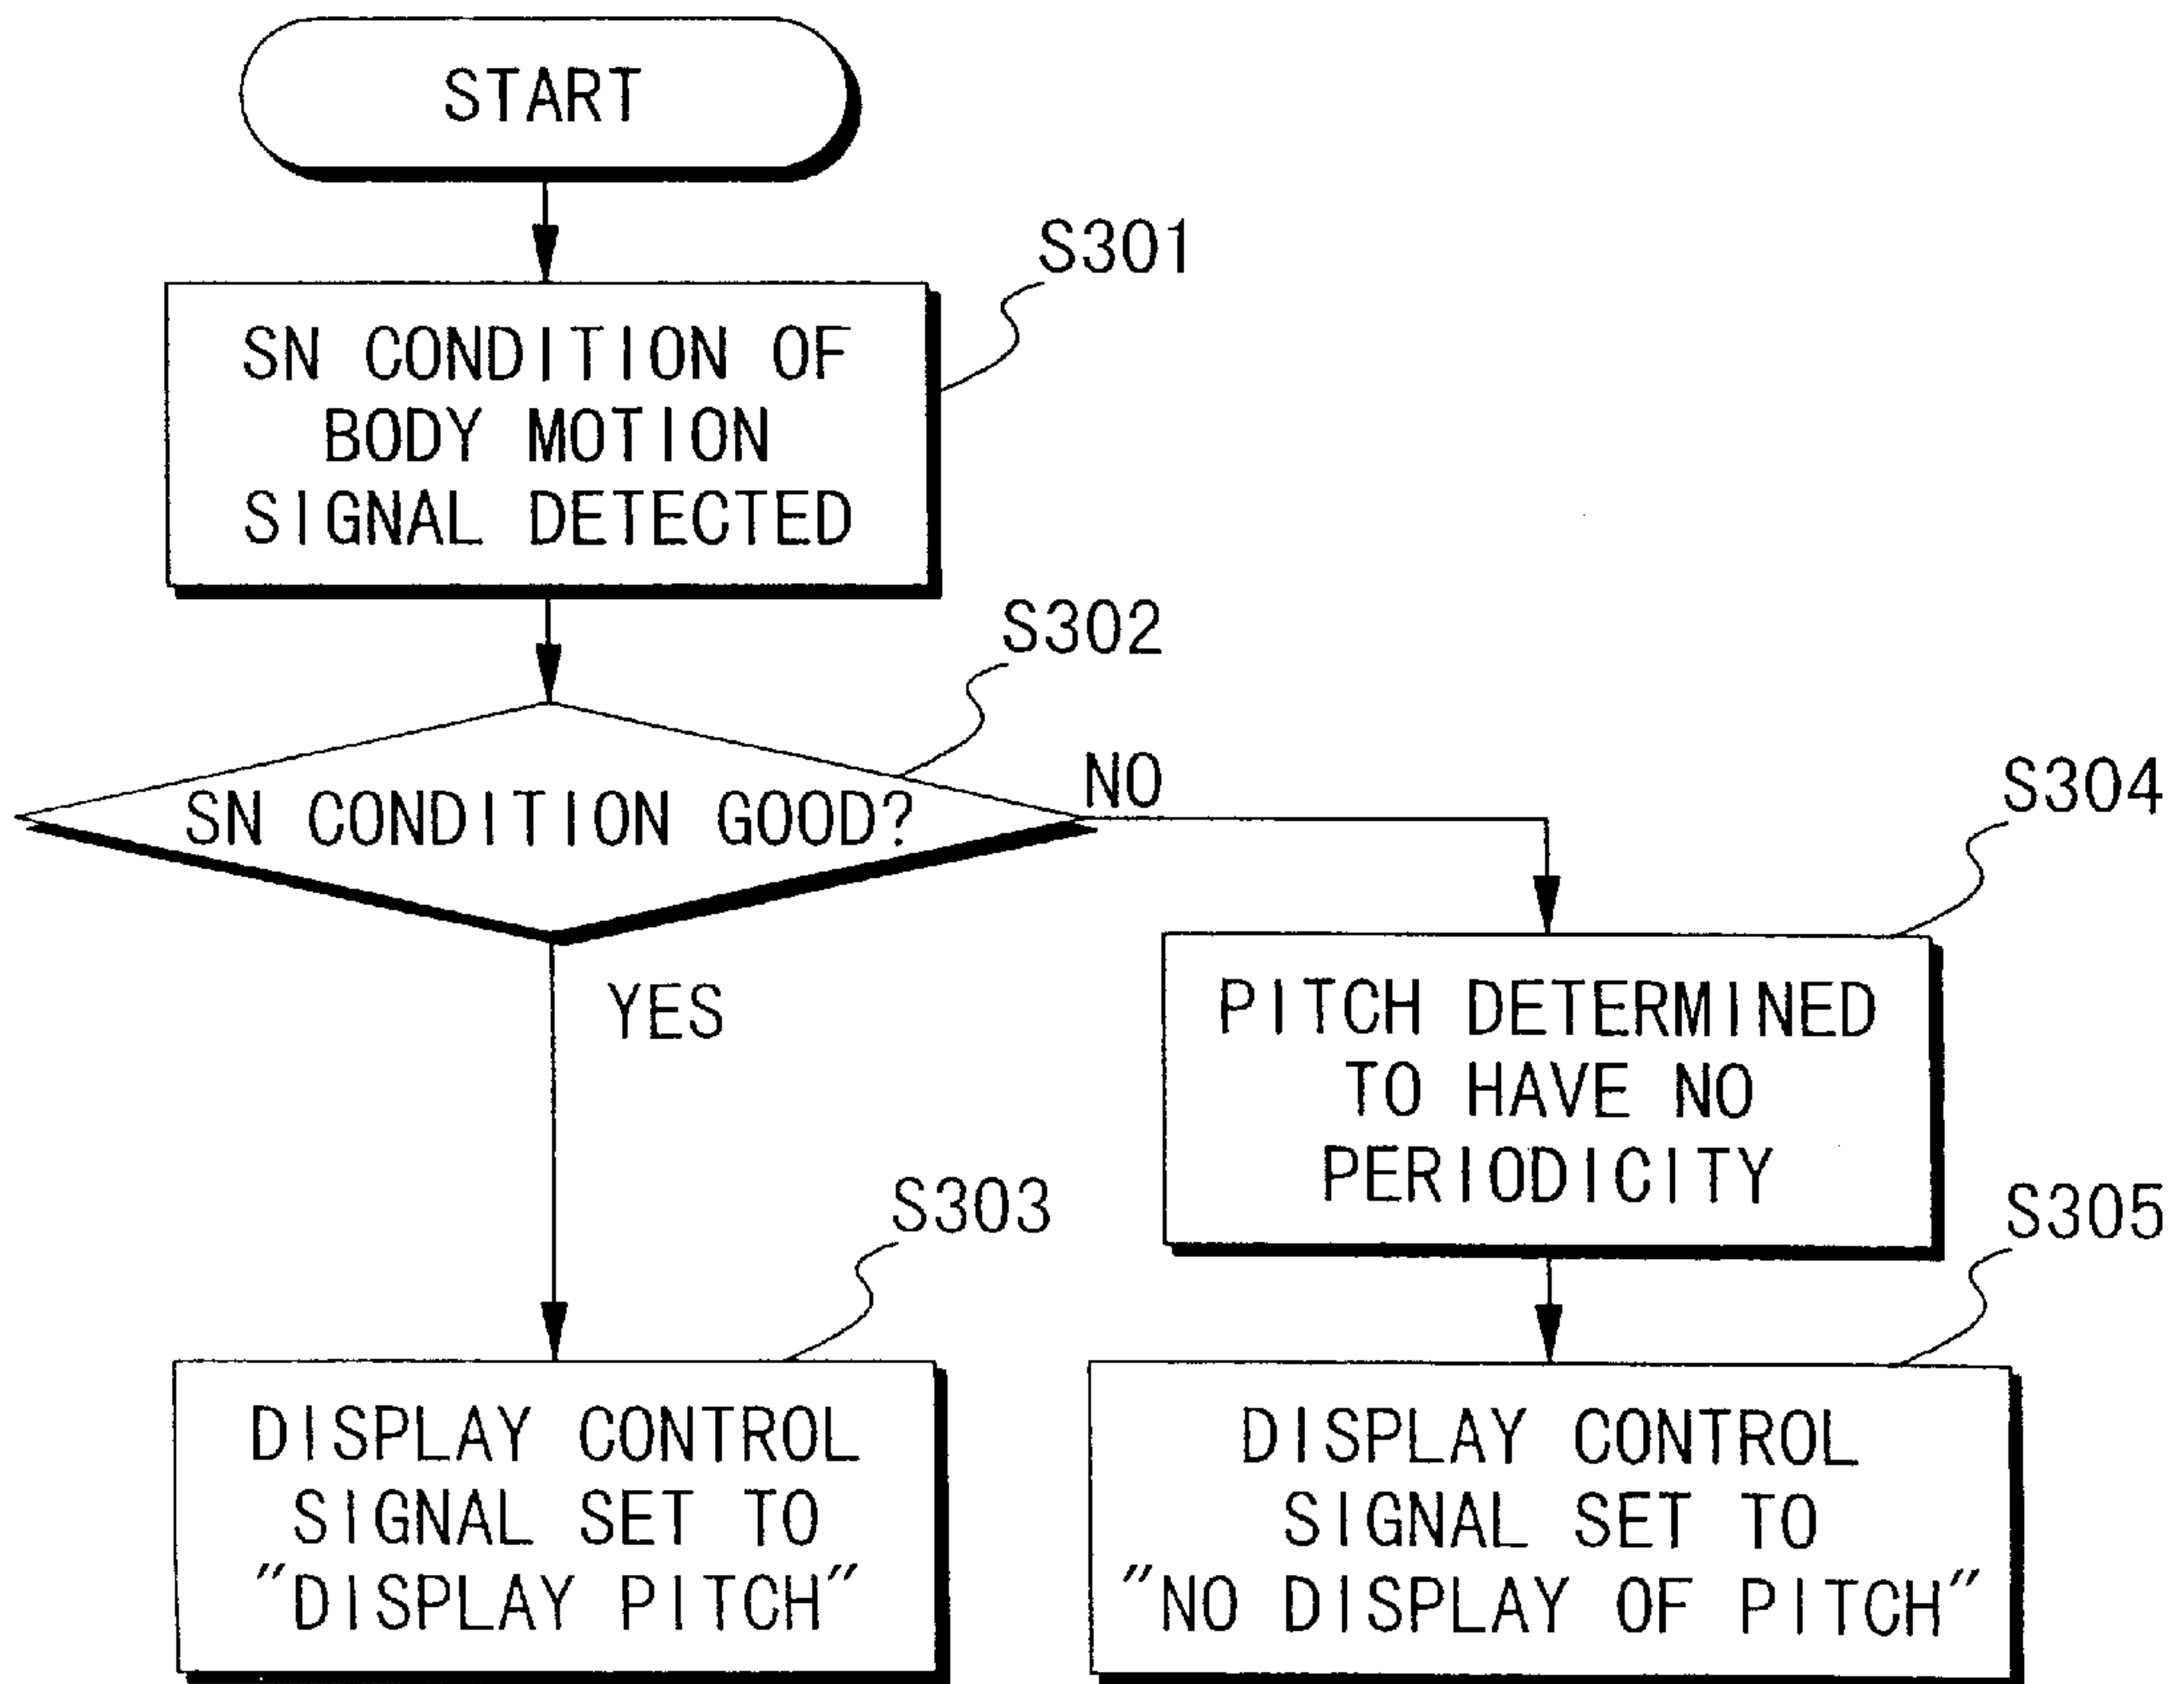 START
S301
SN CONDITION OF
BODY MOTION
SIGNAL DETECTED
S302
SN CONDITION GOOD?
NO
YES
S304
PITCH DETERMINED
TO HAVE NO
PERIODICITY
S303
DISPLAY CONTROL
SIGNAL SET TO
"DISPLAY PITCH"
S305
DISPLAY CONTROL
SIGNAL SET TO
"NO DISPLAY OF PITCH"